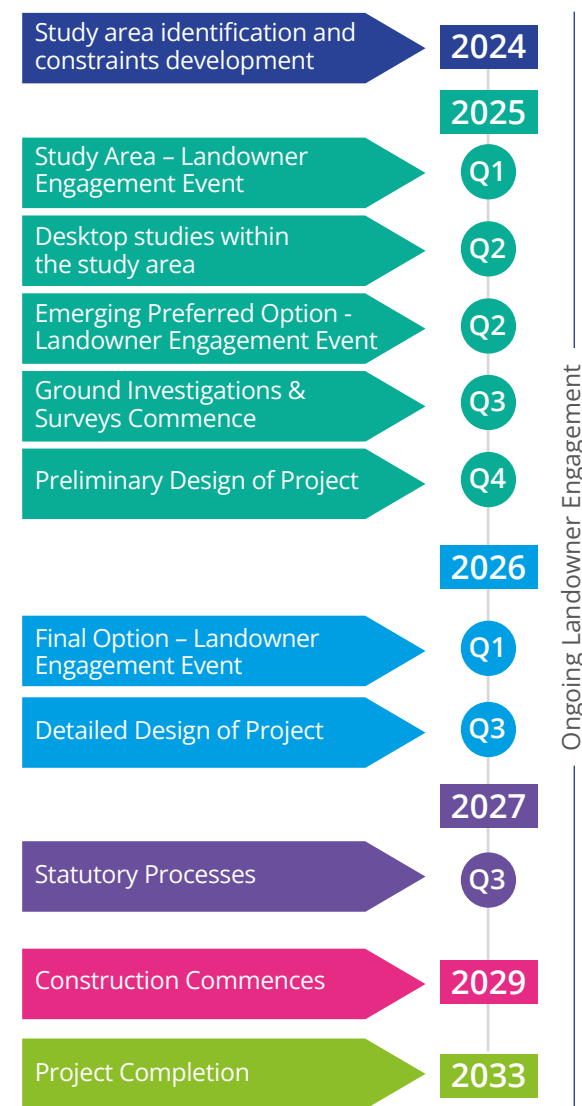 Study area identification and
constraints development
2024
2025
Study Area – Landowner
Engagement Event
Q1
Desktop studies within
the study area
Q2
Emerging Preferred Option -
Landowner Engagement Event
Q2
Ground Investigations &
Surveys Commence
Q3
Preliminary Design of Project
Q4
2026
Final Option – Landowner
Engagement Event
Q1
Detailed Design of Project
Q3
2027
Statutory Processes
Q3
Construction Commences
2029
Project Completion
2033
Ongoing Landowner Engagement